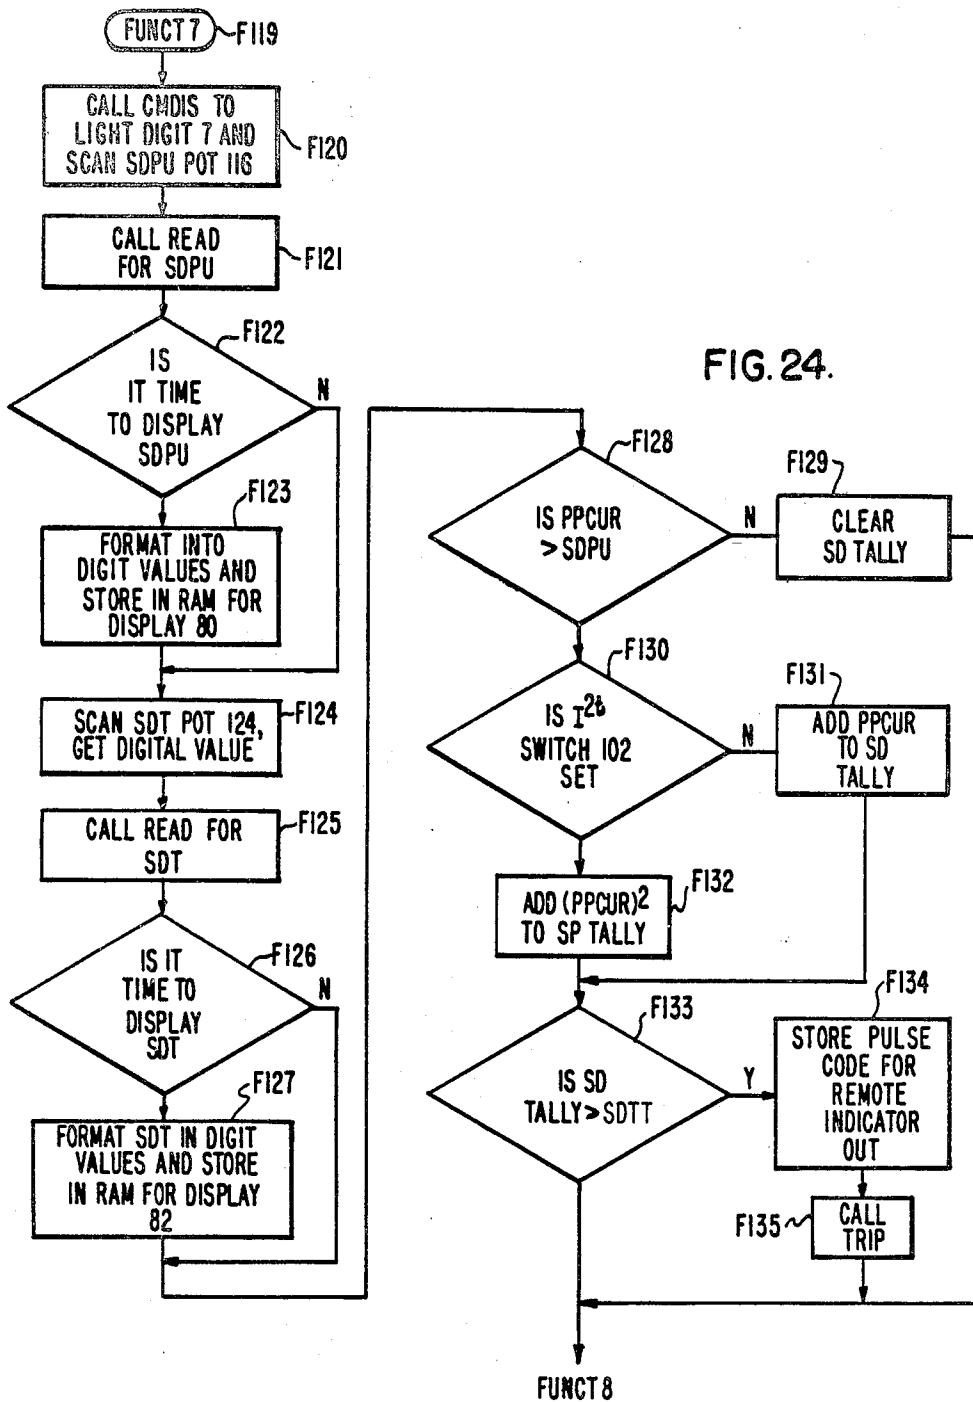 FUNCT 7
F119
CALL CMDIS TO
LIGHT DIGIT 7 AND
SCAN SDPU POT 116
F120
CALL READ
FOR SDPU
F121
F122
IS
IT TIME
TO DISPLAY
SDPU
N
F123
FORMAT INTO
DIGIT VALUES AND
STORE IN RAM FOR
DISPLAY 80
SCAN SDT POT 124,
GET DIGITAL VALUE
F124
CALL READ FOR
SDT
F125
F126
IS IT
TIME TO
DISPLAY
SDT
N
F127
FORMAT SDT IN DIGIT
VALUES AND STORE
IN RAM FOR DISPLAY
82
FIG. 24.
F128
IS PPCUR
> SDPU
N
F129
CLEAR
SD TALLY
F130
IS I²ᵗ
SWITCH 102
SET
N
F131
ADD PPCUR
TO SD
TALLY
F132
ADD (PPCUR)²
TO SP TALLY
F133
IS SD
TALLY > SDTT
Y
F134
STORE PULSE
CODE FOR
REMOTE
INDICATOR
OUT
F135
CALL
TRIP
FUNCT 8